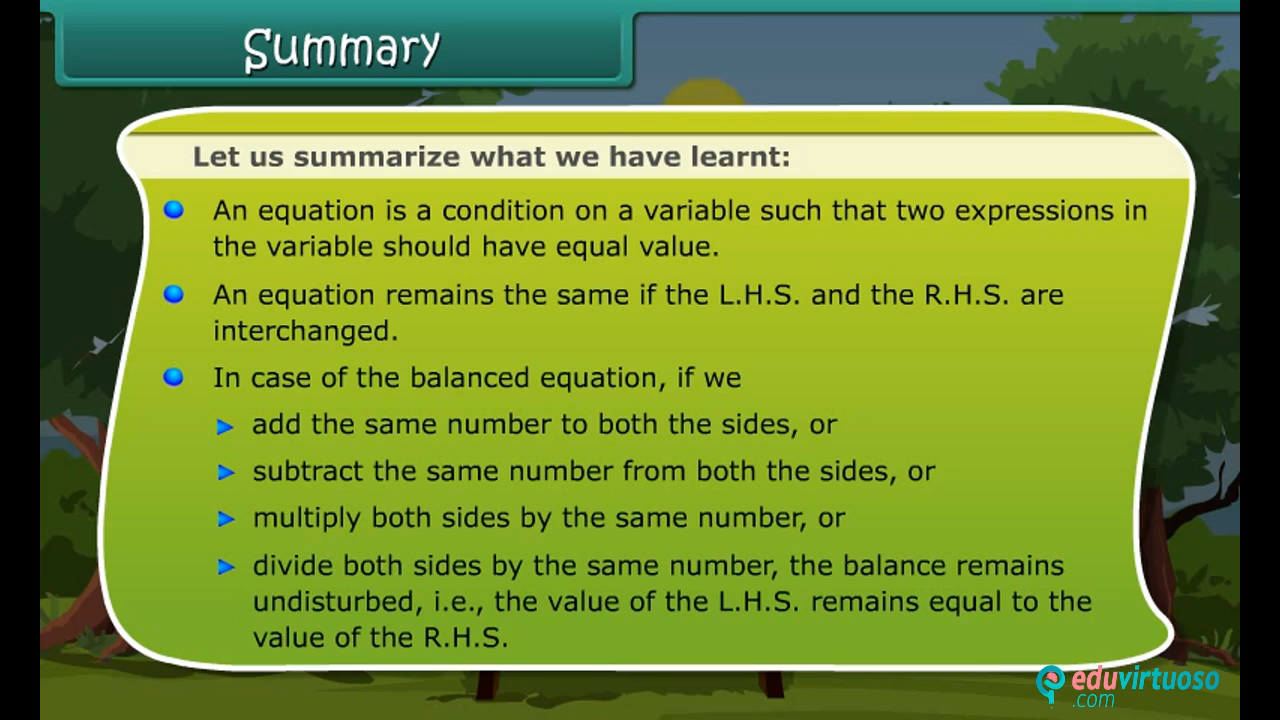 Summary
Let us summarize what we have learnt:
An equation is a condition on a variable such that two expressions in
the variable should have equal value.
An equation remains the same if the L.H.S. and the R.H.S. are
interchanged.
In case of the balanced equation, if we
add the same number to both the sides, or
subtract the same number from both the sides, or
multiply both sides by the same number, or
divide both sides by the same number, the balance remains
undisturbed, i.e., the value of the L.H.S. remains equal to the
value of the R.H.S.
eduvirtuoso
.com